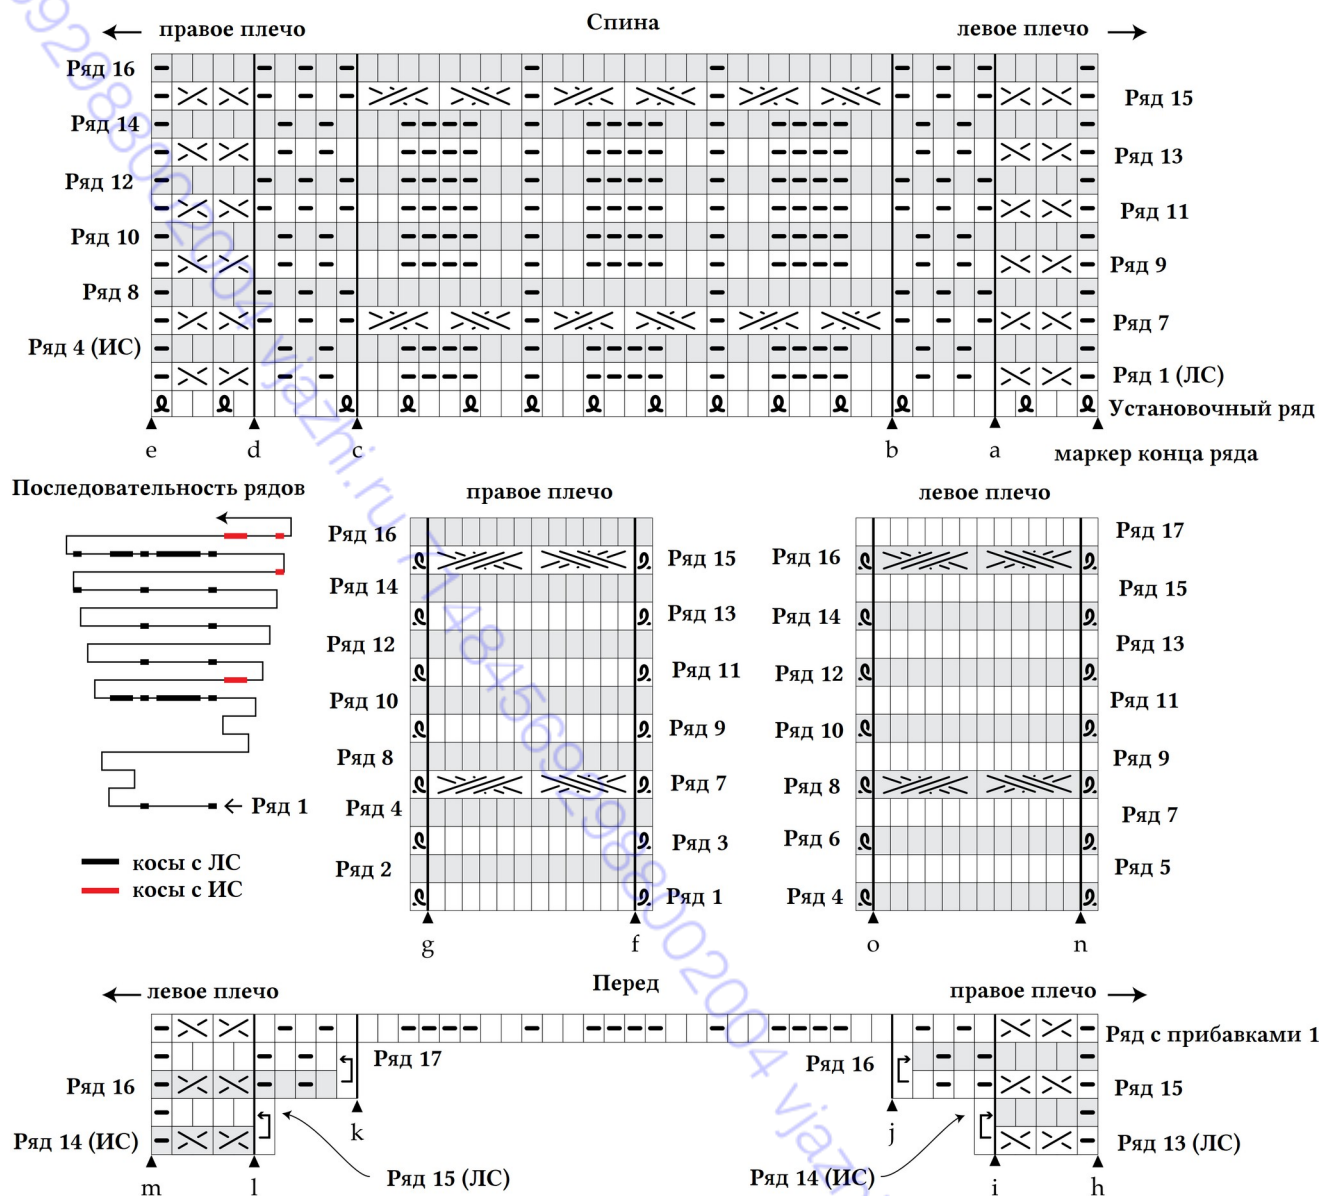 Спина
правое плечо
левое плечо
Ряд 16
Ряд 15
Ряд 14
Ряд 13
Ряд 12
Ряд 11
Ряд 10
Ряд 9
Ряд 8
Ряд 7
Ряд 4 (ИС)
Ряд 1 (ЛС)
Установочный ряд
e d c b a
маркер конца ряда
Последовательность рядов
Ряд 1
косы с ЛС
косы с ИС
правое плечо
Ряд 16
Ряд 15
Ряд 14
Ряд 13
Ряд 12
Ряд 11
Ряд 10
Ряд 9
Ряд 8
Ряд 7
Ряд 4
Ряд 3
Ряд 2
Ряд 1
g f
левое плечо
Ряд 17
Ряд 16
Ряд 15
Ряд 14
Ряд 13
Ряд 12
Ряд 11
Ряд 10
Ряд 9
Ряд 8
Ряд 7
Ряд 6
Ряд 5
Ряд 4
o n
Перед
левое плечо
правое плечо
Ряд с прибавками 1
Ряд 17
Ряд 16
Ряд 16
Ряд 15
Ряд 14 (ИС)
Ряд 13 (ЛС)
k j
Ряд 15 (ЛС)
Ряд 14 (ИС)
m l i h
vjazhi.ru
vjazhi.ru